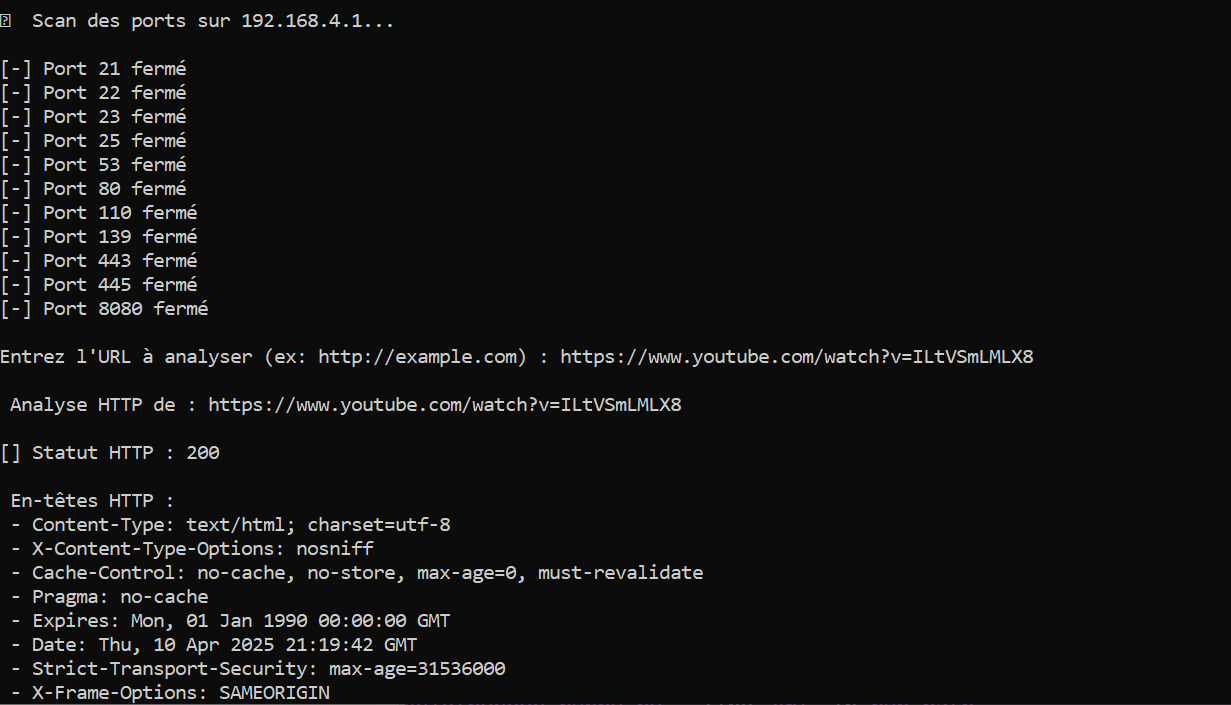 Scan des ports sur 192.168.4.1...
[-] Port 21 fermé
[-] Port 22 fermé
[-] Port 23 fermé
[-] Port 25 fermé
[-] Port 53 fermé
[-] Port 80 fermé
[-] Port 110 fermé
[-] Port 139 fermé
[-] Port 443 fermé
[-] Port 445 fermé
[-] Port 8080 fermé
Entrez l'URL à analyser (ex: http://example.com) : https://www.youtube.com/watch?v=ILtVSmLMLX8
Analyse HTTP de : https://www.youtube.com/watch?v=ILtVSmLMLX8
[] Statut HTTP : 200
En-têtes HTTP :
- Content-Type: text/html; charset=utf-8
- X-Content-Type-Options: nosniff
- Cache-Control: no-cache, no-store, max-age=0, must-revalidate
- Pragma: no-cache
- Expires: Mon, 01 Jan 1990 00:00:00 GMT
- Date: Thu, 10 Apr 2025 21:19:42 GMT
- Strict-Transport-Security: max-age=31536000
- X-Frame-Options: SAMEORIGIN